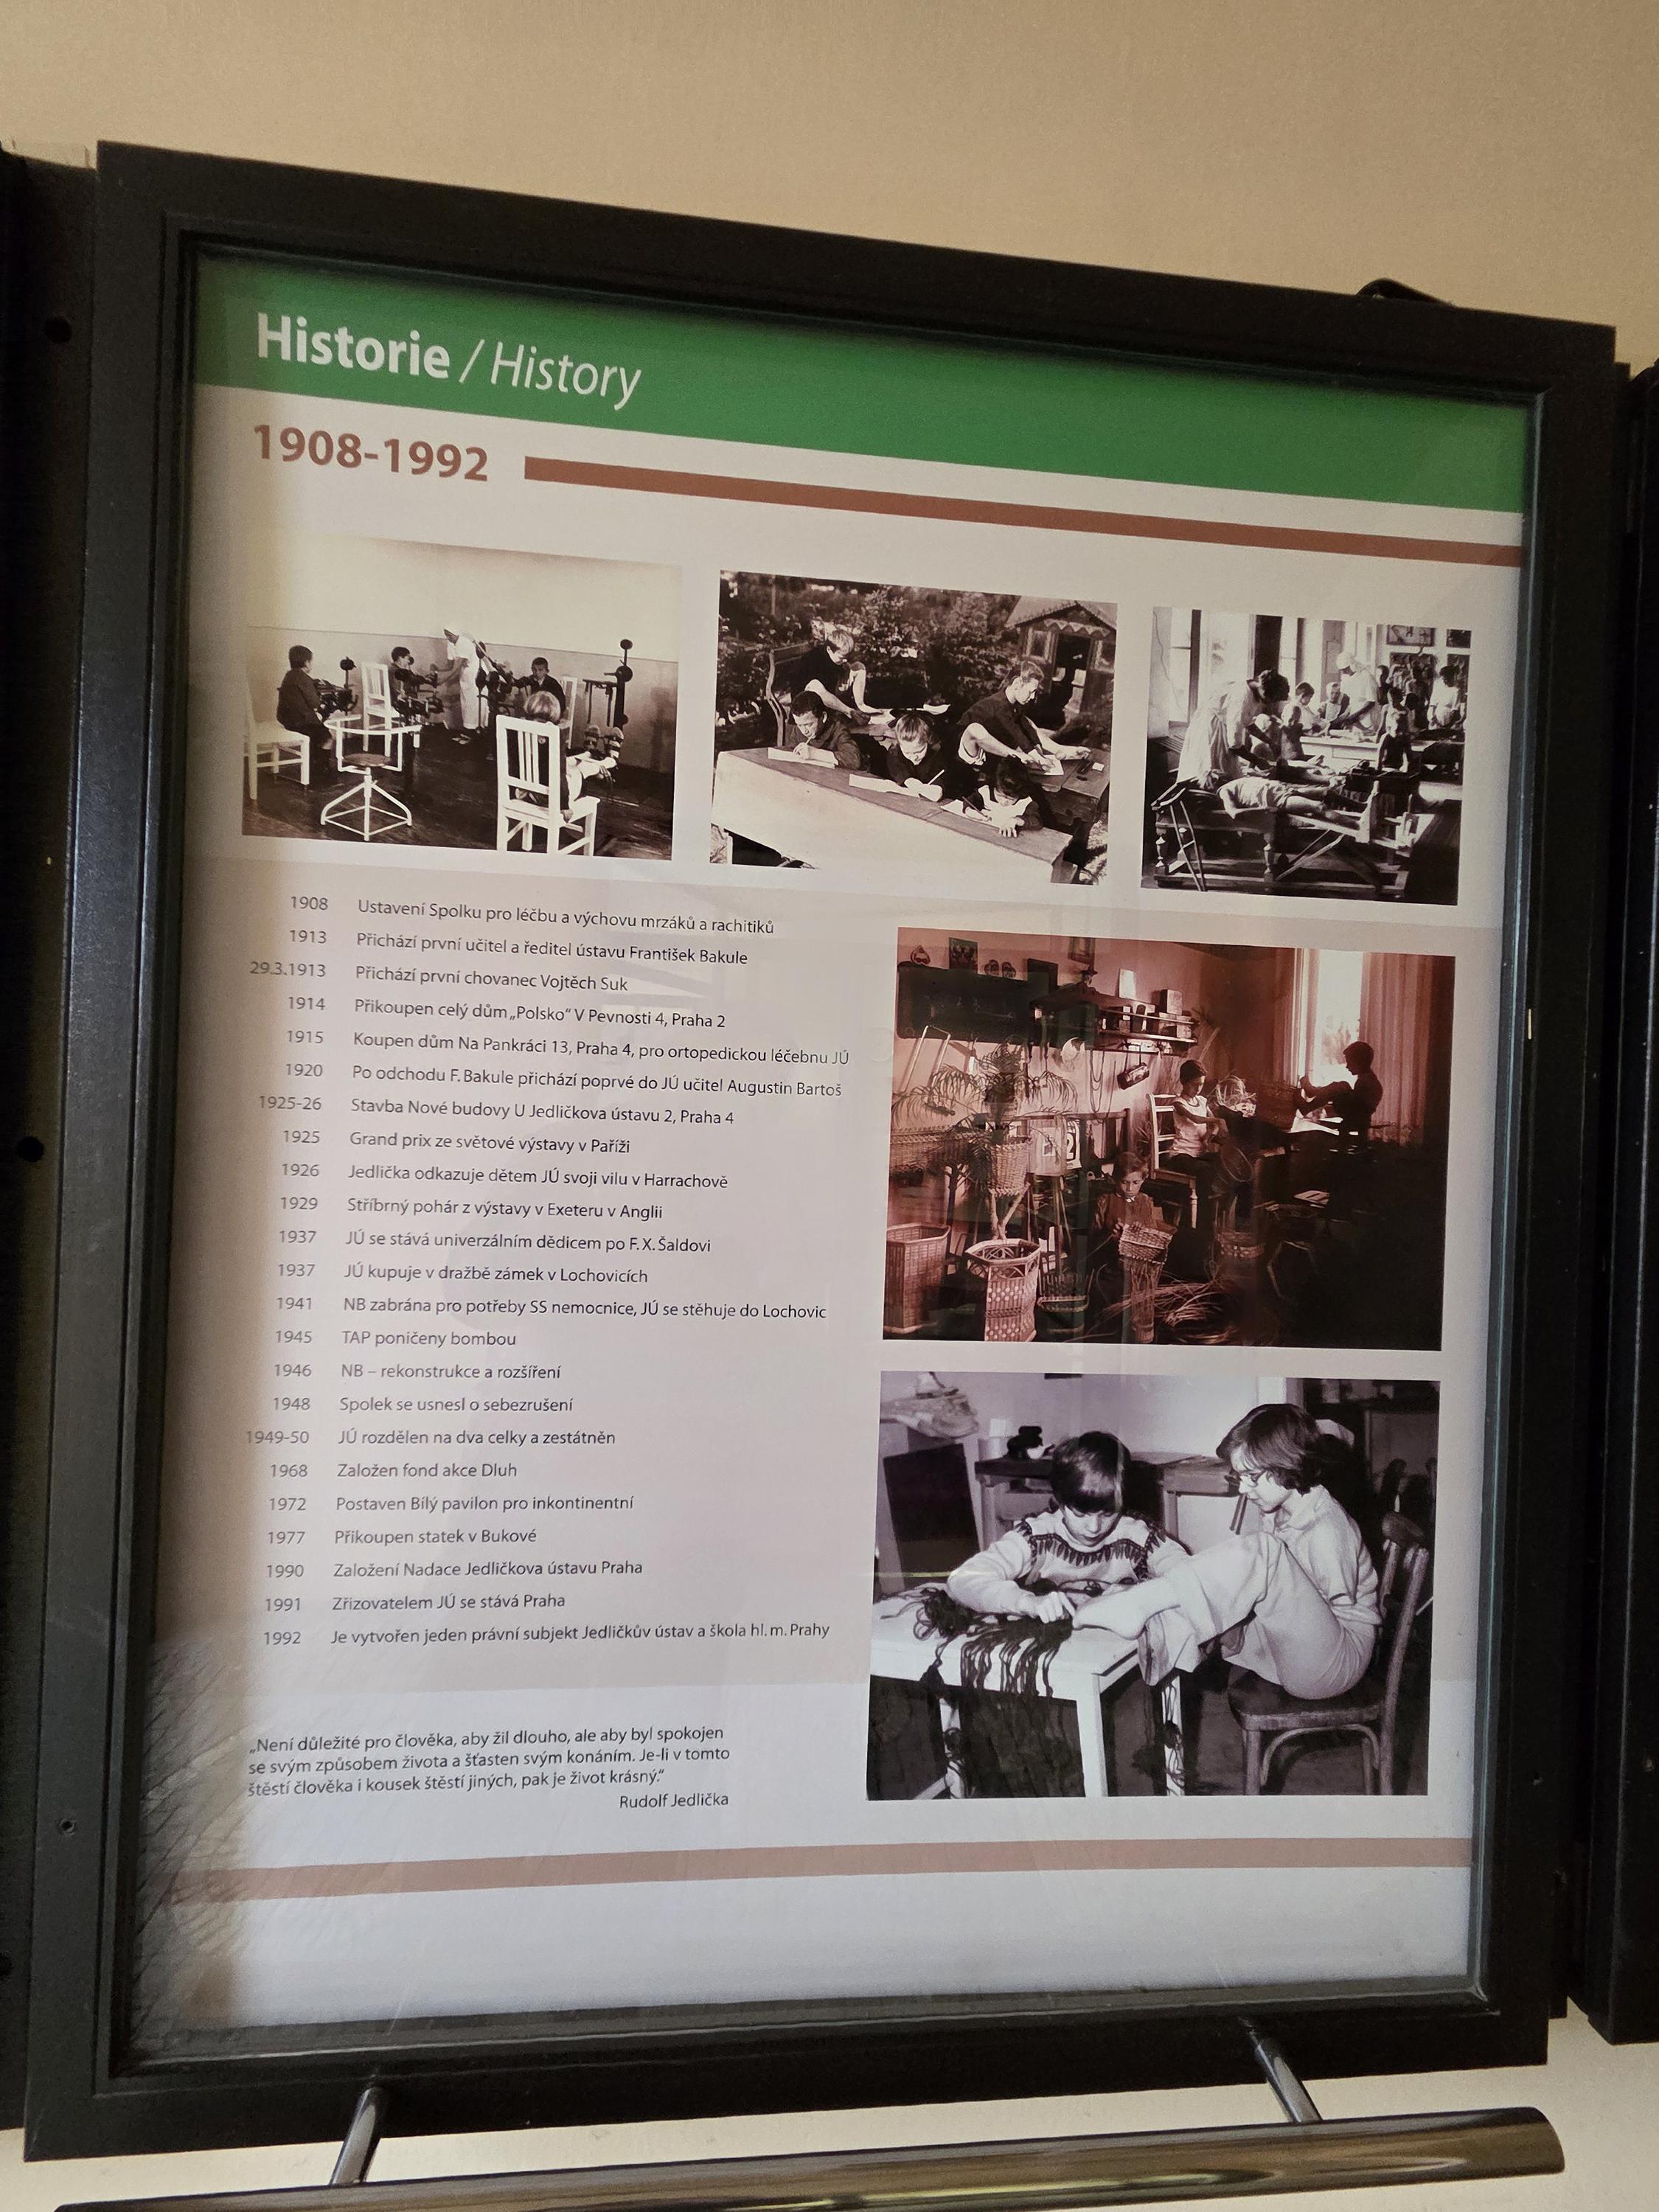 Historie / History
1908-1992
1908 Ustavení Spolku pro léčbu a výchovu mrzáků a rachitiků
1913 Přichází první učitel a ředitel ústavu František Bakule
29.3.1913 Přichází první chovanec Vojtěch Suk
1914 Přikoupen celý dům „Polsko“ V Pevnosti 4, Praha 2
1915 Koupen dům Na Pankráci 13, Praha 4, pro ortopedickou léčebnu JÚ
1920 Po odchodu F. Bakule přichází poprvé do JÚ učitel Augustin Bartoš
1925-26 Stavba Nové budovy U Jedličkova ústavu 2, Praha 4
1925 Grand prix ze světové výstavy v Paříži
1926 Jedlička odkazuje dětem JÚ svoji vilu v Harrachově
1929 Stříbrný pohár z výstavy v Exeteru v Anglii
1937 JÚ se stává univerzálním dědicem po F. X. Šaldovi
1937 JÚ kupuje v dražbě zámek v Lochovicích
1941 NB zabrána pro potřeby SS nemocnice, JÚ se stěhuje do Lochovic
1945 TAP poničeny bombou
1946 NB – rekonstrukce a rozšíření
1948 Spolek se usnesl o sebezrušení
1949-50 JÚ rozdělen na dva celky a zestátněn
1968 Založen fond akce Dluh
1972 Postaven Bílý pavilon pro inkontinentní
1977 Přikoupen statek v Bukové
1990 Založení Nadace Jedličkova ústavu Praha
1991 Zřizovatelem JÚ se stává Praha
1992 Je vytvořen jeden právní subjekt Jedličkův ústav a škola hl. m. Prahy
„Není důležité pro člověka, aby žil dlouho, ale aby byl spokojen
se svým způsobem života a šťasten svým konáním. Je-li v tomto
štěstí člověka i kousek štěstí jiných, pak je život krásný.“
Rudolf Jedlička